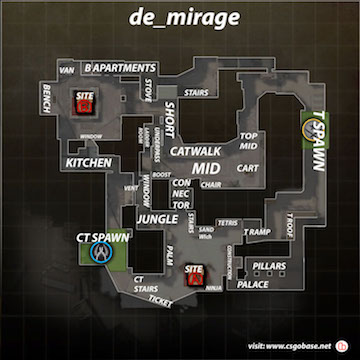 de_mirage
B APARTMENTS
VAN
BENCH
SITE
B
STOVE
STAIRS
SHORT
T SPAWN
WINDOW
LADDER
ROOM
UNDERPASS
TOP
MID
CATWALK
KITCHEN
MID
CART
BOOST
VENT
WINDOW
CON
NEC
TOR
CHAIR
JUNGLE
STAIRS
TETRIS
T ROOF
CT SPAWN
SAND
Wich
T RAMP
PALM
CONSTRUCTION
SITE
A
PILLARS
CT
STAIRS
NINJA
PALACE
TICKET
visit: www.csgobase.net